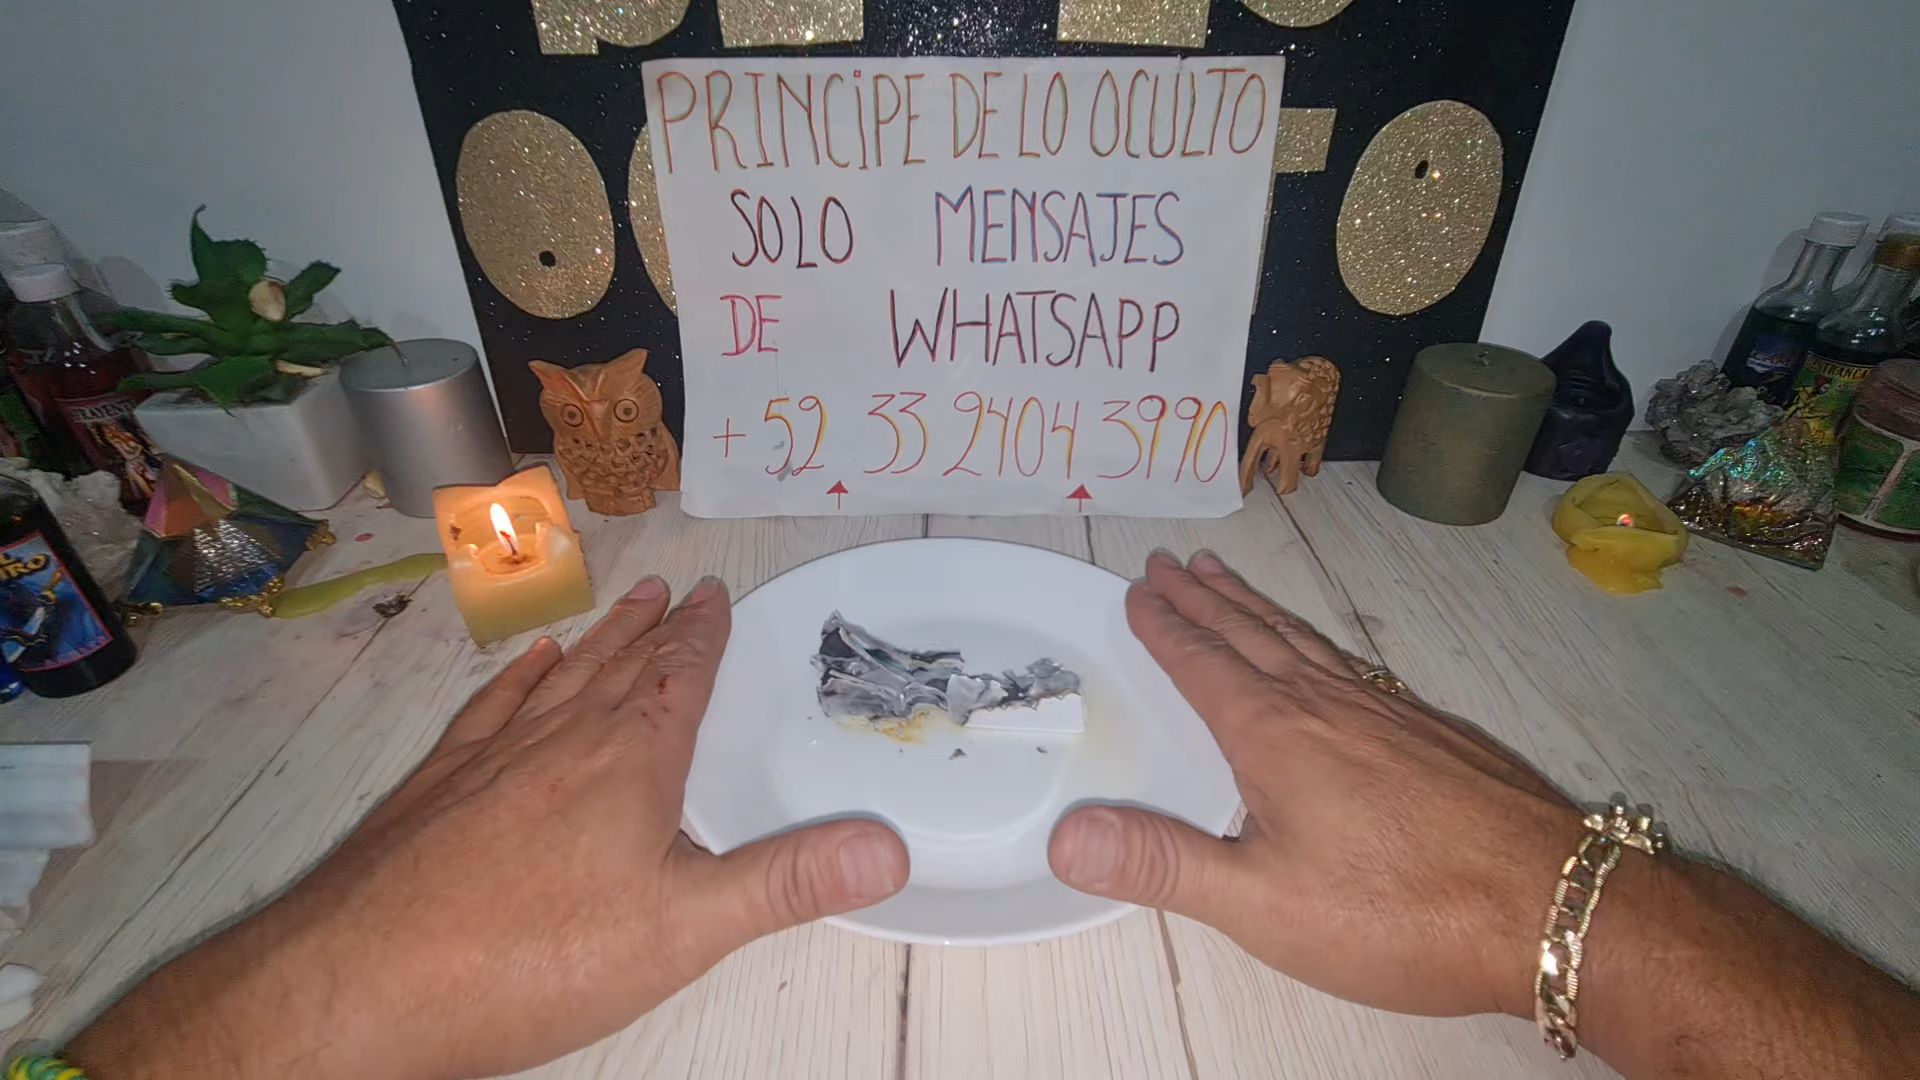 PRINCIPE DE LO OCULTO
SOLO MENSAJES
DE WHATSAPP
+52 33 2404 3990